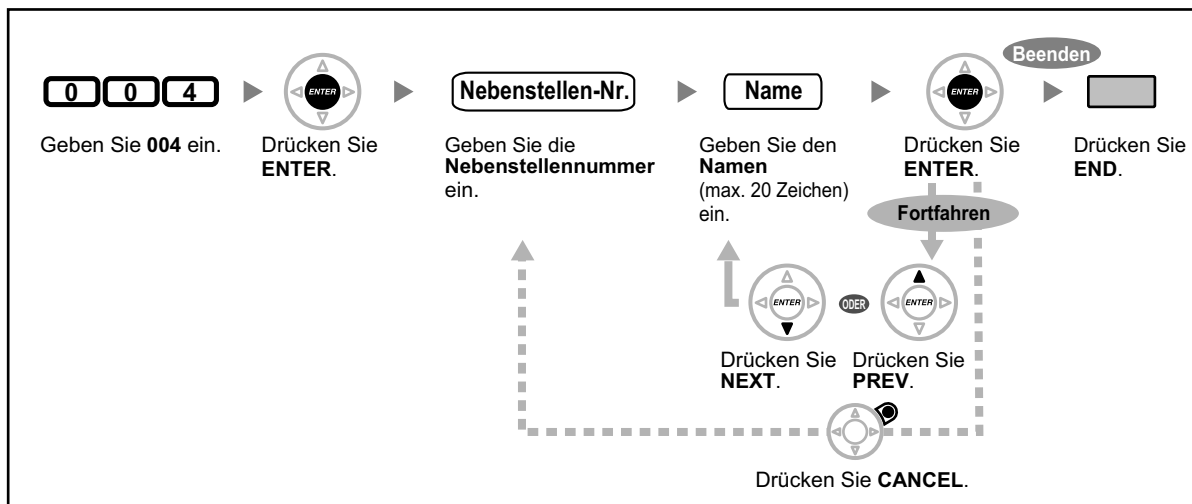 Beenden
0 0 4
ENTER
Nebenstellen-Nr.
Name
ENTER
Geben Sie 004 ein.
Drücken Sie
ENTER.
Geben Sie die
Nebenstellennummer
ein.
Geben Sie den
Namen
(max. 20 Zeichen)
ein.
Drücken Sie
ENTER.
Drücken Sie
END.
Fortfahren
ENTER
ODER
ENTER
Drücken Sie
NEXT.
Drücken Sie
PREV.
Drücken Sie CANCEL.